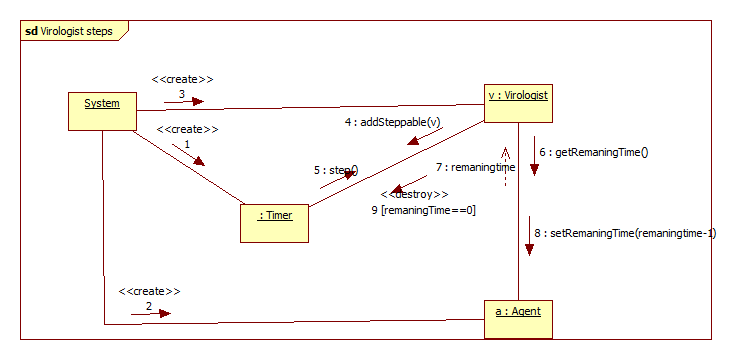 sd Virologist steps
<<create>>
3
System
v : Virologist
<<create>>
1
4 : addSteppable(v)
6 : getRemaningTime()
5 : step()
7 : remaningtime
<<destroy>>
9 [remaningTime==0]
: Timer
8 : setRemaningTime(remaningtime-1)
<<create>>
2
a : Agent